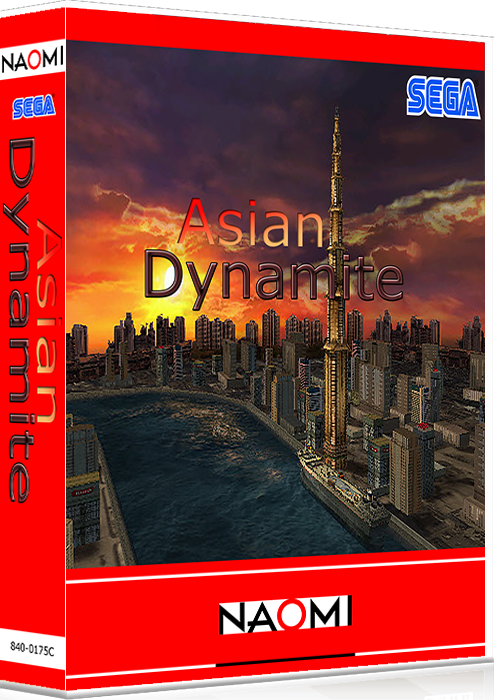 NAOMI
SEGA
Asian
Dynamite
840-0175C
SEGA
Asian
Dynamite
NAOMI